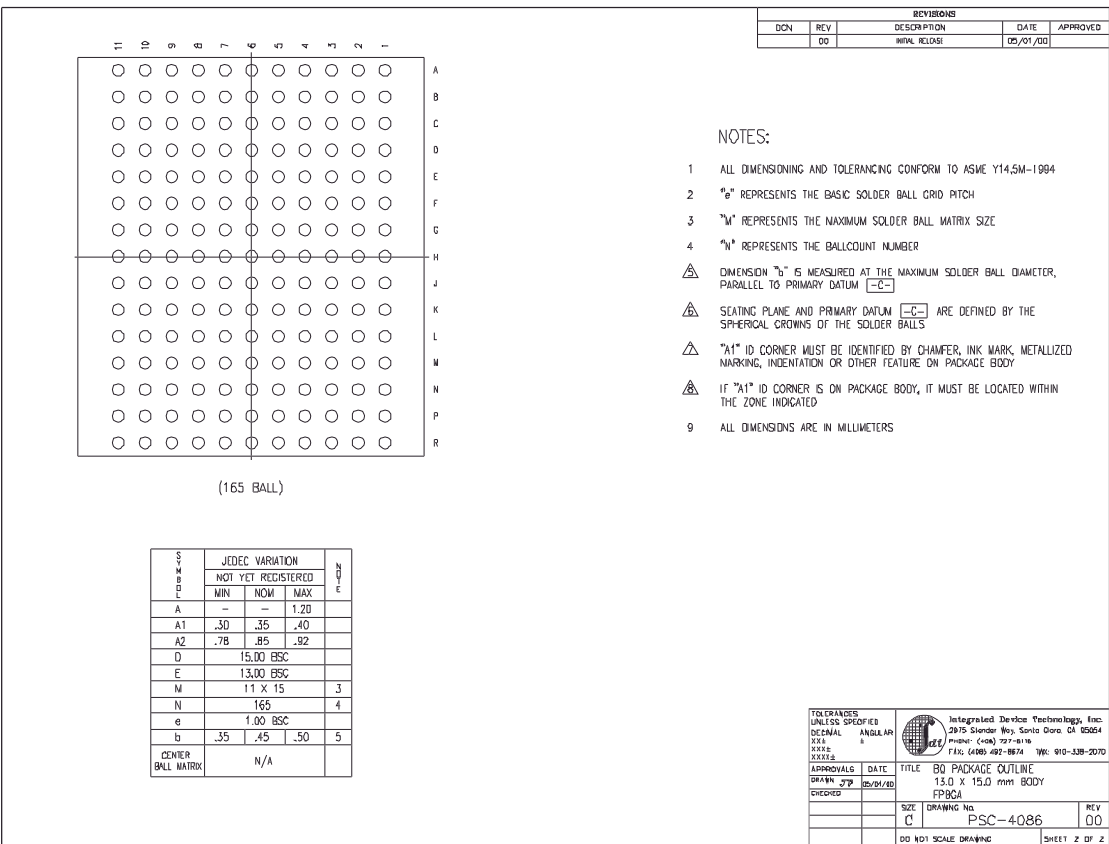 REVISIONS
DCN REV DESCRIPTION DATE APPROVED
00 INITIAL RELEASE 05/01/00
11 10 9 8 7 6 5 4 3 2 1
A
B
C
D
E
F
G
H
J
K
L
M
N
P
R
(165 BALL)
NOTES:
1 ALL DIMENSIONING AND TOLERANCING CONFORM TO ASME Y14.5M-1994
2 "e" REPRESENTS THE BASIC SOLDER BALL GRID PITCH
3 "M" REPRESENTS THE MAXIMUM SOLDER BALL MATRIX SIZE
4 "N" REPRESENTS THE BALLCOUNT NUMBER
5 DIMENSION "b" IS MEASURED AT THE MAXIMUM SOLDER BALL DIAMETER,
PARALLEL TO PRIMARY DATUM -C-
6 SEATING PLANE AND PRIMARY DATUM -C- ARE DEFINED BY THE
SPHERICAL CROWNS OF THE SOLDER BALLS
7 "A1" ID CORNER MUST BE IDENTIFIED BY CHAMFER, INK MARK, METALLIZED
MARKING, INDENTATION OR OTHER FEATURE ON PACKAGE BODY
8 IF "A1" ID CORNER IS ON PACKAGE BODY, IT MUST BE LOCATED WITHIN
THE ZONE INDICATED
9 ALL DIMENSIONS ARE IN MILLIMETERS
SYMBOL JEDEC VARIATION NOTE
NOT YET REGISTERED
MIN NOM MAX
A – – 1.20
A1 .30 .35 .40
A2 .78 .85 .92
D 15.00 BSC
E 13.00 BSC
M 11 X 15 3
N 165 4
e 1.00 BSC
b .35 .45 .50 5
CENTER
BALL MATRIX N/A
TOLERANCES
UNLESS SPECIFIED
DECIMAL ANGULAR
XX± ±
XXX±
XXXX±
idt
Integrated Device Technology, Inc.
2975 Stender Way, Santa Clara, CA 95054
PHONE: (408) 727-6116
FAX: (408) 492-8674 TWX: 910-338-2070
APPROVALS DATE
DRAWN 05/01/00
CHECKED
TITLE BQ PACKAGE OUTLINE
13.0 X 15.0 mm BODY
FPBGA
SIZE DRAWING No. REV
C PSC-4086 00
DO NOT SCALE DRAWING SHEET 2 OF 2